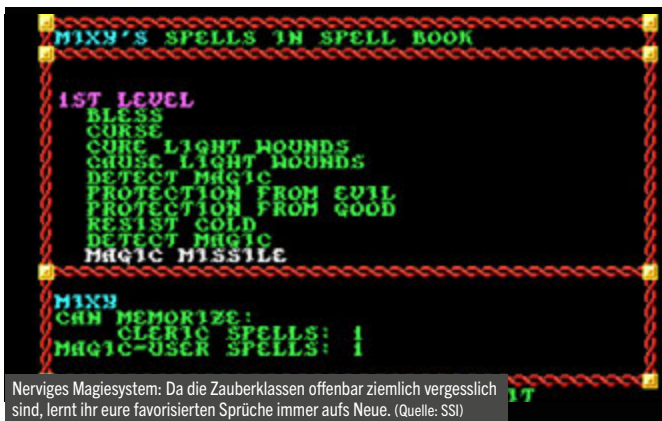 MIXY'S SPELLS IN SPELL BOOK
1ST LEVEL
BLESS
CURSE
CURE LIGHT WOUNDS
CAUSE LIGHT WOUNDS
DETECT MAGIC
PROTECTION FROM EVIL
PROTECTION FROM GOOD
RESIST COLD
DETECT MAGIC
MAGIC MISSILE
MIXY
CAN MEMORIZE:
CLERIC SPELLS: 1
MAGIC-USER SPELLS: 1
Nerviges Magiesystem: Da die Zauberklassen offenbar ziemlich vergesslich
sind, lernt ihr eure favorisierten Sprüche immer aufs Neue. (Quelle: SSI)